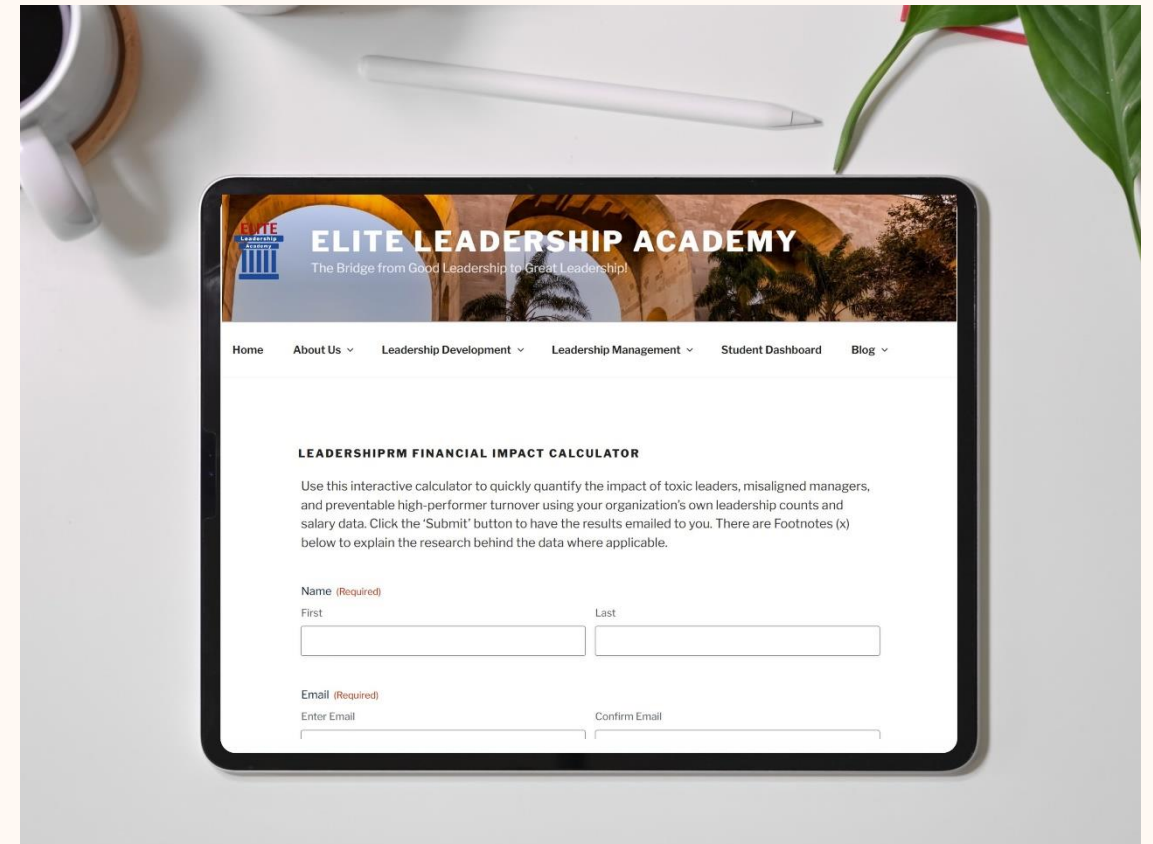 ELITE
Leadership
Academy
ELITE LEADERSHIP ACADEMY
The Bridge from Good Leadership to Great Leadership!
Home About Us Leadership Development Leadership Management Student Dashboard Blog
LEADERSHIPRM FINANCIAL IMPACT CALCULATOR
Use this interactive calculator to quickly quantify the impact of toxic leaders, misaligned managers,
and preventable high-performer turnover using your organization's own leadership counts and
salary data. Click the ‘Submit’ button to have the results emailed to you. There are Footnotes (x)
below to explain the research behind the data where applicable.
Name (Required)
First Last
Email (Required)
Enter Email Confirm Email